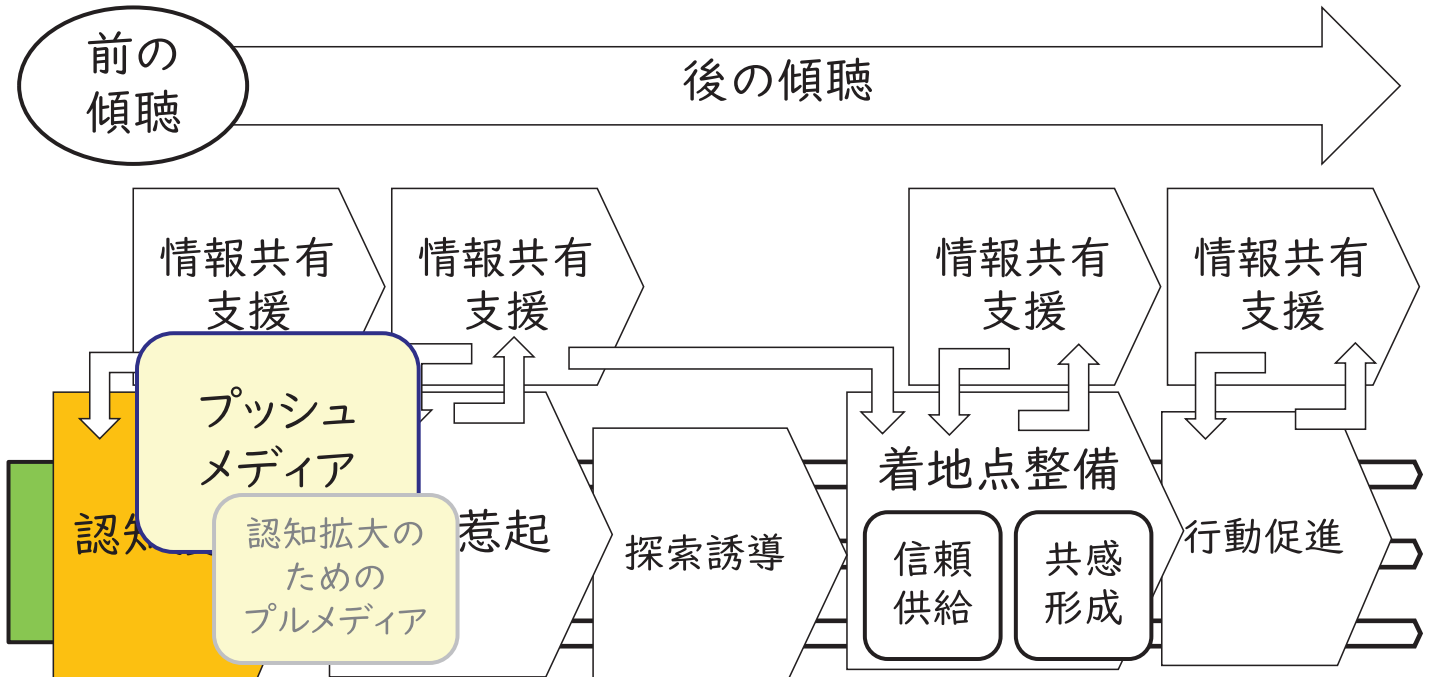 前の
傾聴
後の傾聴
情報共有
支援
情報共有
支援
情報共有
支援
情報共有
支援
プッシュ
メディア
認知
認知拡大の
ための
プルメディア
惹起
探索誘導
着地点整備
信頼
供給
共感
形成
行動促進